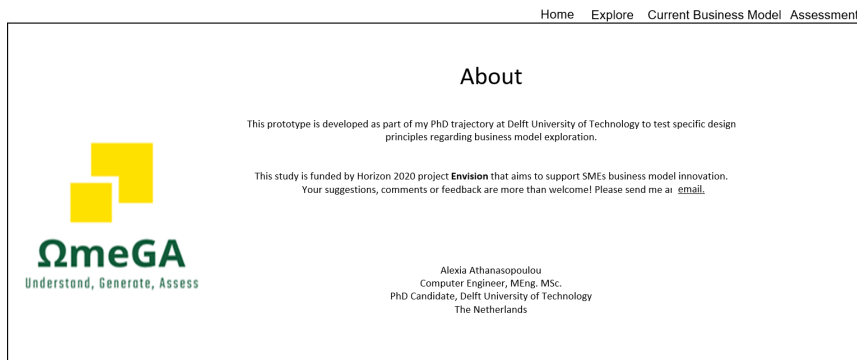 Home Explore Current Business Model Assessment
About
This prototype is developed as part of my PhD trajectory at Delft University of Technology to test specific design
principles regarding business model exploration.
This study is funded by Horizon 2020 project Envision that aims to support SMEs business model innovation.
Your suggestions, comments or feedback are more than welcome! Please send me ai email.
ΩmeGA
Understand, Generate, Assess
Alexia Athanasopoulou
Computer Engineer, MEng. MSc.
PhD Candidate, Delft University of Technology
The Netherlands